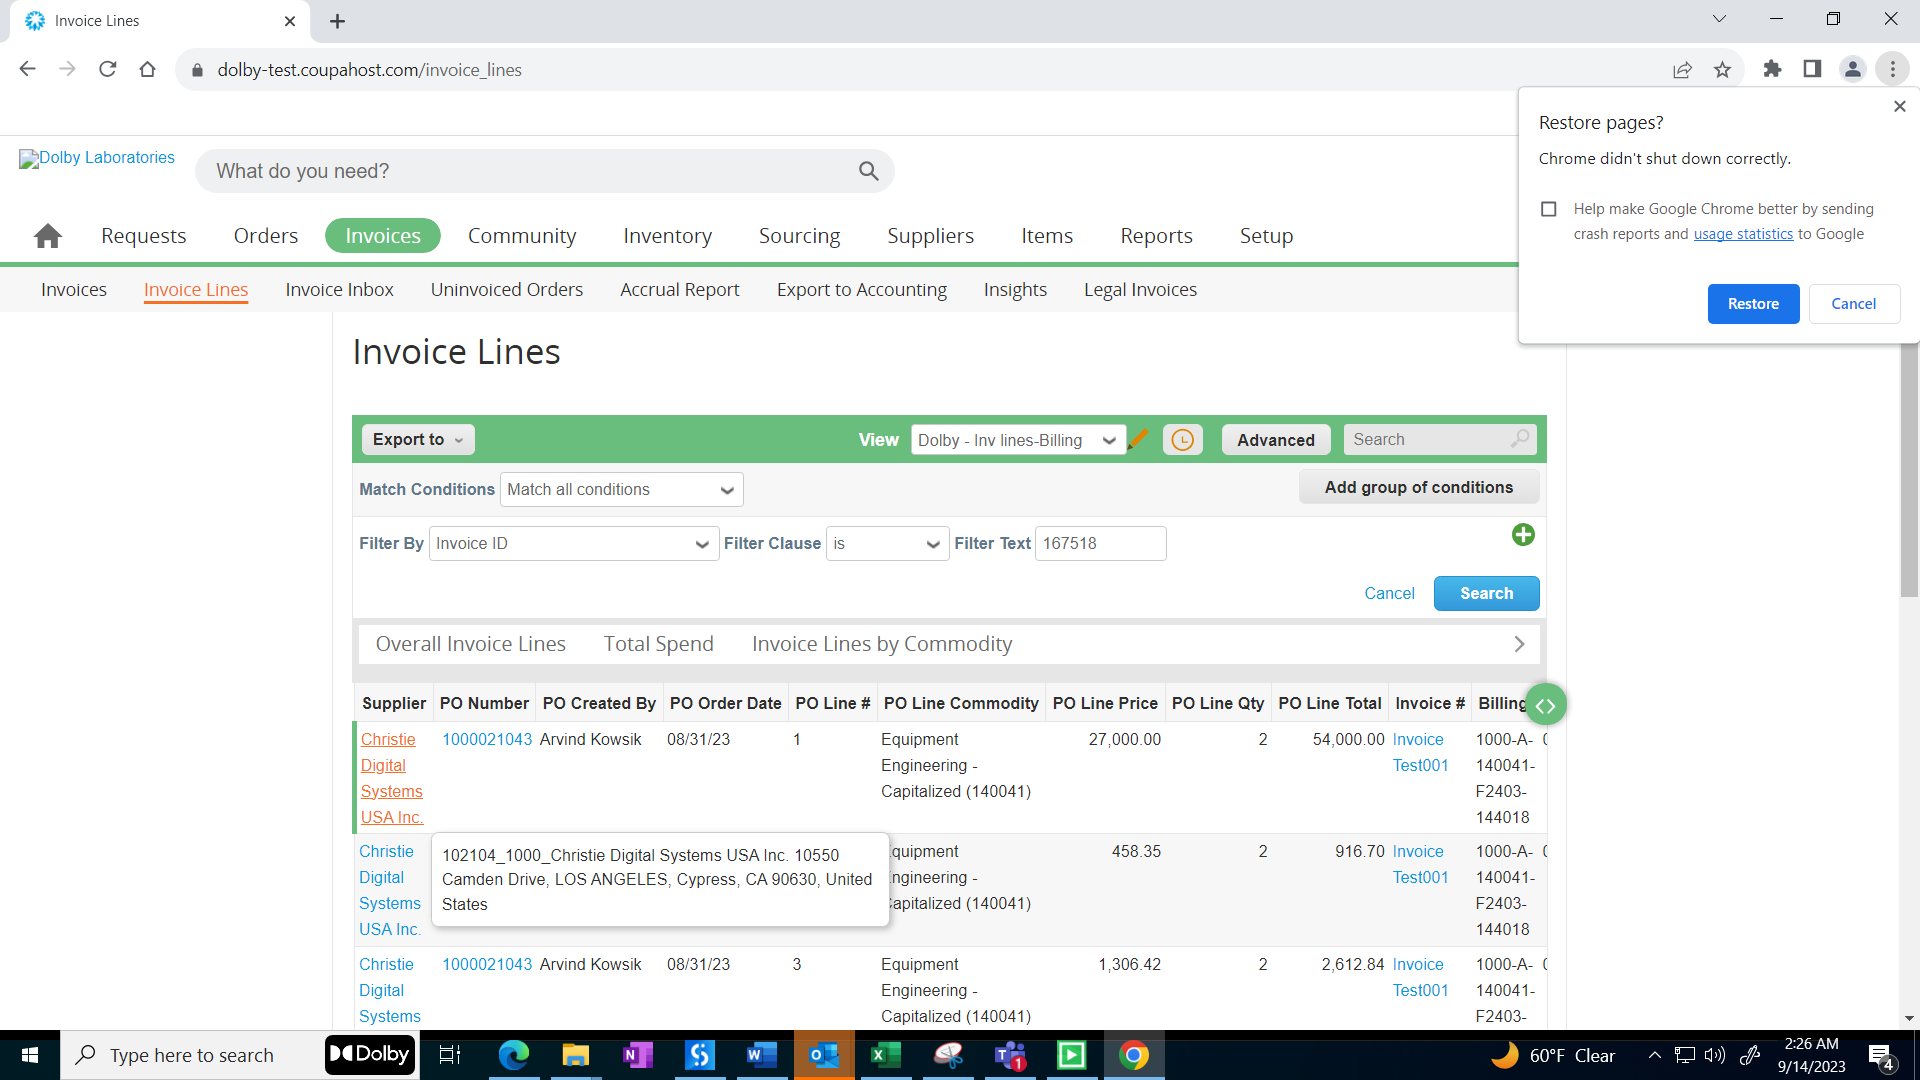 Invoice Lines
dolby-test.coupahost.com/invoice_lines
Restore pages?
Chrome didn't shut down correctly.
Help make Google Chrome better by sending
crash reports and usage statistics to Google
Restore Cancel
Dolby Laboratories
What do you need?
Requests Orders Invoices Community Inventory Sourcing Suppliers Items Reports Setup
Invoices Invoice Lines Invoice Inbox Uninvoiced Orders Accrual Report Export to Accounting Insights Legal Invoices
Invoice Lines
Export to View Dolby - Inv lines-Billing Advanced Search
Match Conditions Match all conditions Add group of conditions
Filter By Invoice ID Filter Clause is Filter Text 167518
Cancel Search
Overall Invoice Lines Total Spend Invoice Lines by Commodity
Supplier PO Number PO Created By PO Order Date PO Line # PO Line Commodity PO Line Price PO Line Qty PO Line Total Invoice # Billing
Christie 1000021043 Arvind Kowsik 08/31/23 1 Equipment 27,000.00 2 54,000.00 Invoice 1000-A-
Digital Engineering - Test001 140041-
Systems Capitalized (140041) F2403-
USA Inc. 144018
Christie quipment 458.35 2 916.70 Invoice 1000-A-
Digital ngineering - Test001 140041-
Systems apitalized (140041) F2403-
USA Inc. 144018
102104_1000_Christie Digital Systems USA Inc. 10550
Camden Drive, LOS ANGELES, Cypress, CA 90630, United
States
Christie 1000021043 Arvind Kowsik 08/31/23 3 Equipment 1,306.42 2 2,612.84 Invoice 1000-A-
Digital Engineering - Test001 140041-
Systems Capitalized (140041) F2403-
Type here to search Dolby 1 60°F Clear 2:26 AM
9/14/2023 4